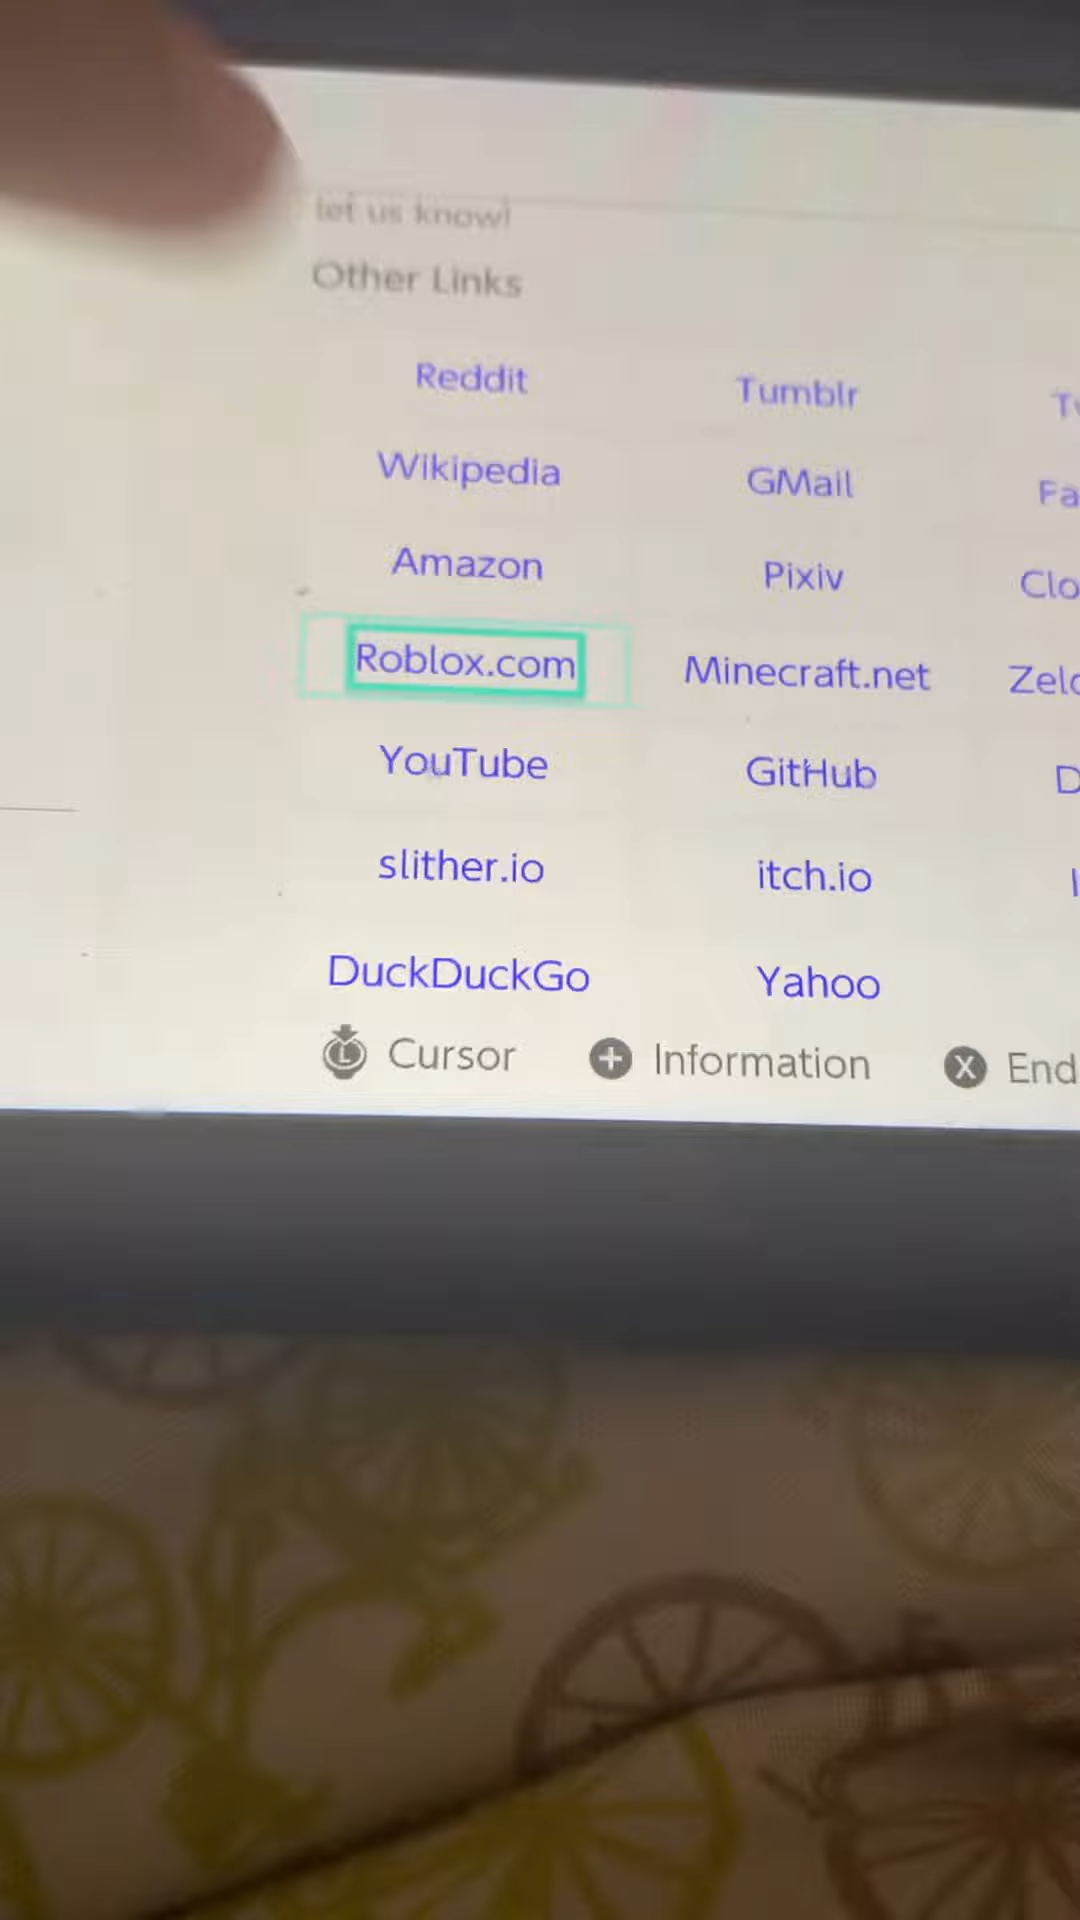 let us know!
Other Links
Reddit Tumblr
Wikipedia GMail
Amazon Pixiv
Roblox.com Minecraft.net
YouTube GitHub
slither.io itch.io
DuckDuckGo Yahoo
L Cursor + Information X End